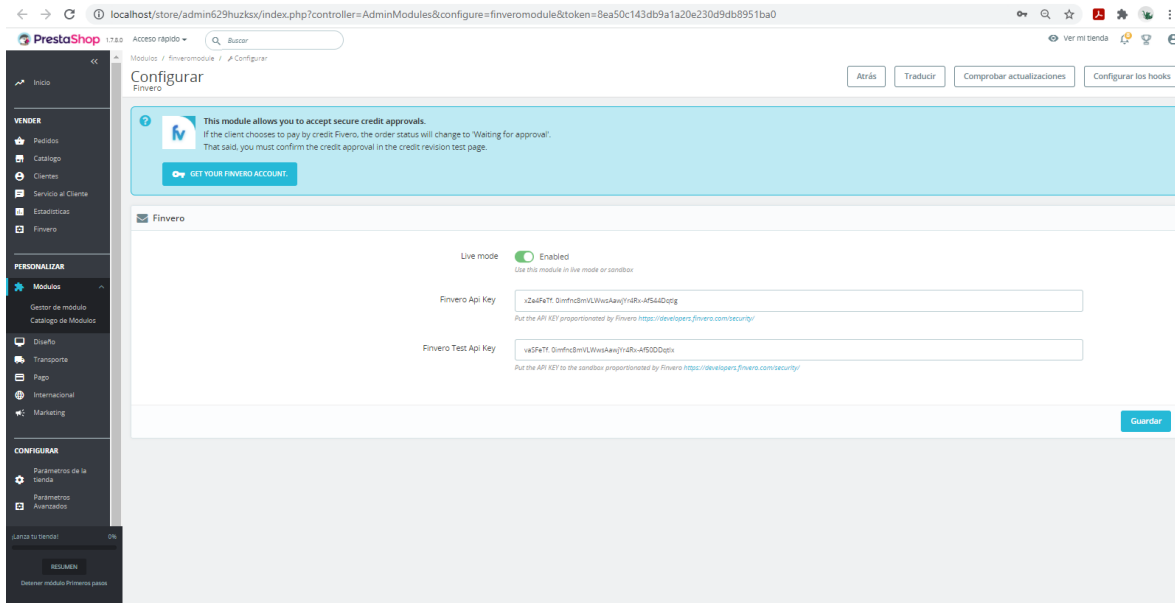 localhost/store/admin629huzksx/index.php?controller=AdminModules&configure=finveromodule&token=8ea50c143db9a1a20e230d9db8951ba0
PrestaShop 1.7.8.0 Acceso rápido Buscar Ver mi tienda
Módulos / finveromodule / Configurar
Configurar
Finvero
Atrás Traducir Comprobar actualizaciones Configurar los hooks
Inicio
VENDER
Pedidos
Catálogo
Clientes
Servicio al Cliente
Estadísticas
Finvero
PERSONALIZAR
Módulos
Gestor de módulo
Catálogo de Módulos
Diseño
Transporte
Pago
Internacional
Marketing
CONFIGURAR
Parámetros de la
tienda
Parámetros
Avanzados
¡Lanza tu tienda! 0%
RESUMEN
Detener módulo Primeros pasos
fv
This module allows you to accept secure credit approvals.
If the client chooses to pay by credit Fivero, the order status will change to 'Waiting for approval'.
That said, you must confirm the credit approval in the credit revision test page.
GET YOUR FINVERO ACCOUNT.
Finvero
Live mode Enabled
Use this module in live mode or sandbox
Finvero Api Key
Put the API KEY proportionated by Finvero https://developers.finvero.com/security/
Finvero Test Api Key
Put the API KEY to the sandbox proportionated by Finvero https://developers.finvero.com/security/
Guardar